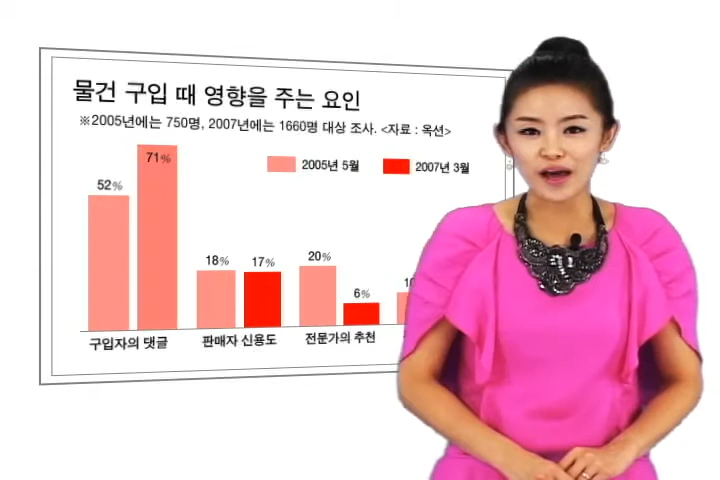 물건 구입 때 영향을 주는 요인
※2005년에는 750명, 2007년에는 1660명 대상 조사. <자료 : 옥션>
2005년 5월 2007년 3월
52% 71% 18% 17% 20% 6%
구입자의 댓글 판매자 신용도 전문가의 추천